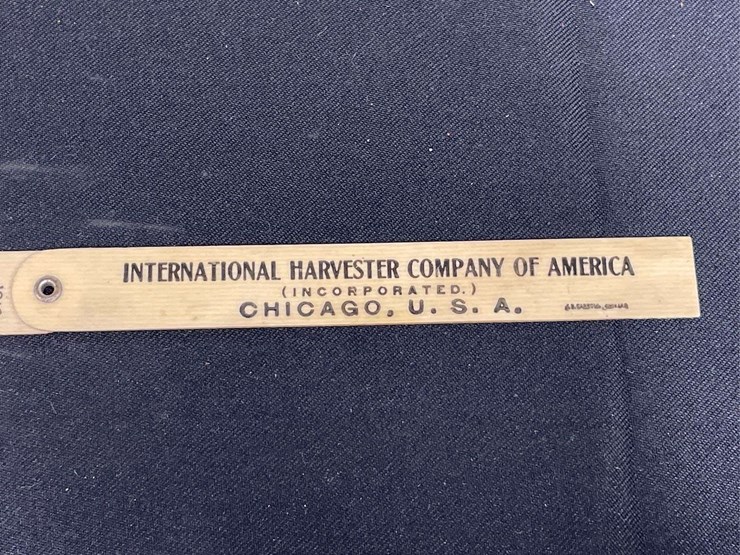 INTERNATIONAL HARVESTER COMPANY OF AMERICA
(INCORPORATED.)
CHICAGO, U. S. A.